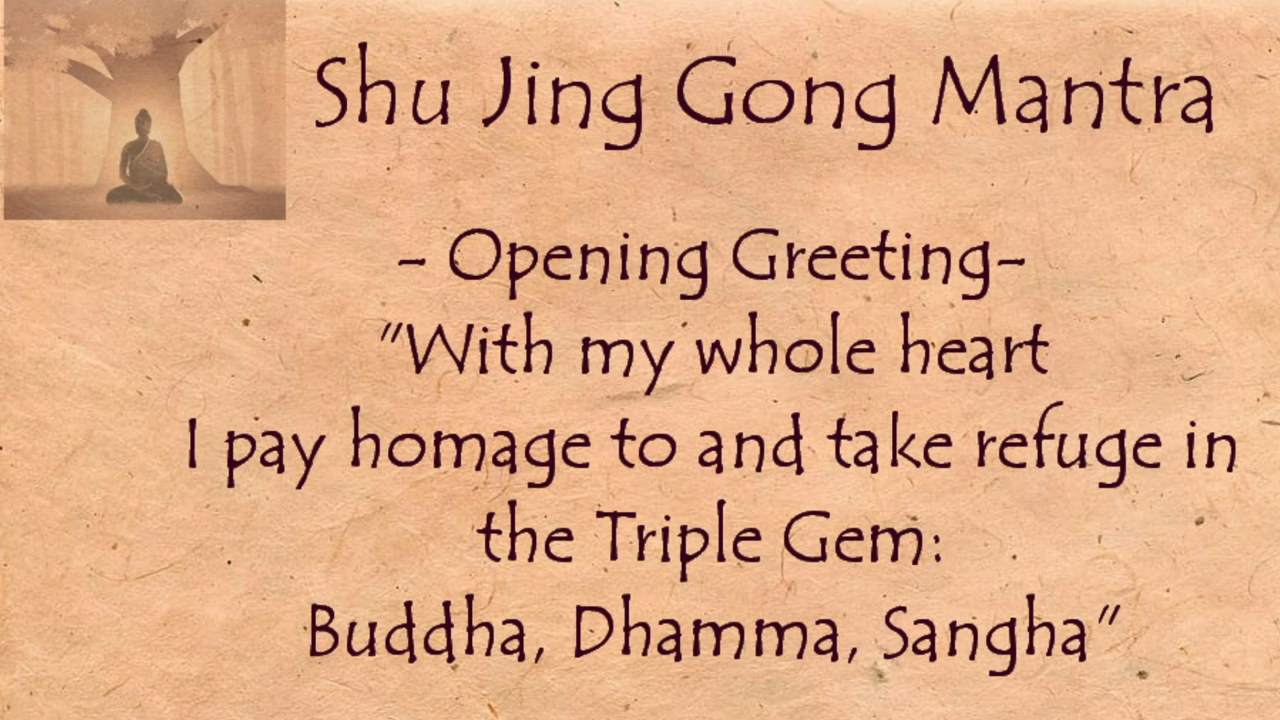 Shu Jing Gong Mantra
- Opening Greeting-
"With my whole heart
I pay homage to and take refuge in
the Triple Gem:
Buddha, Dhamma, Sangha"